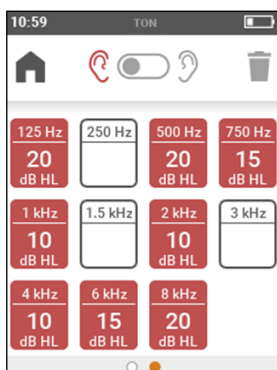 10:59 TON
125 Hz 250 Hz 500 Hz 750 Hz
20 20 15
dB HL dB HL dB HL
1 kHz 1.5 kHz 2 kHz 3 kHz
10 10
dB HL dB HL
4 kHz 6 kHz 8 kHz
10 15 20
dB HL dB HL dB HL